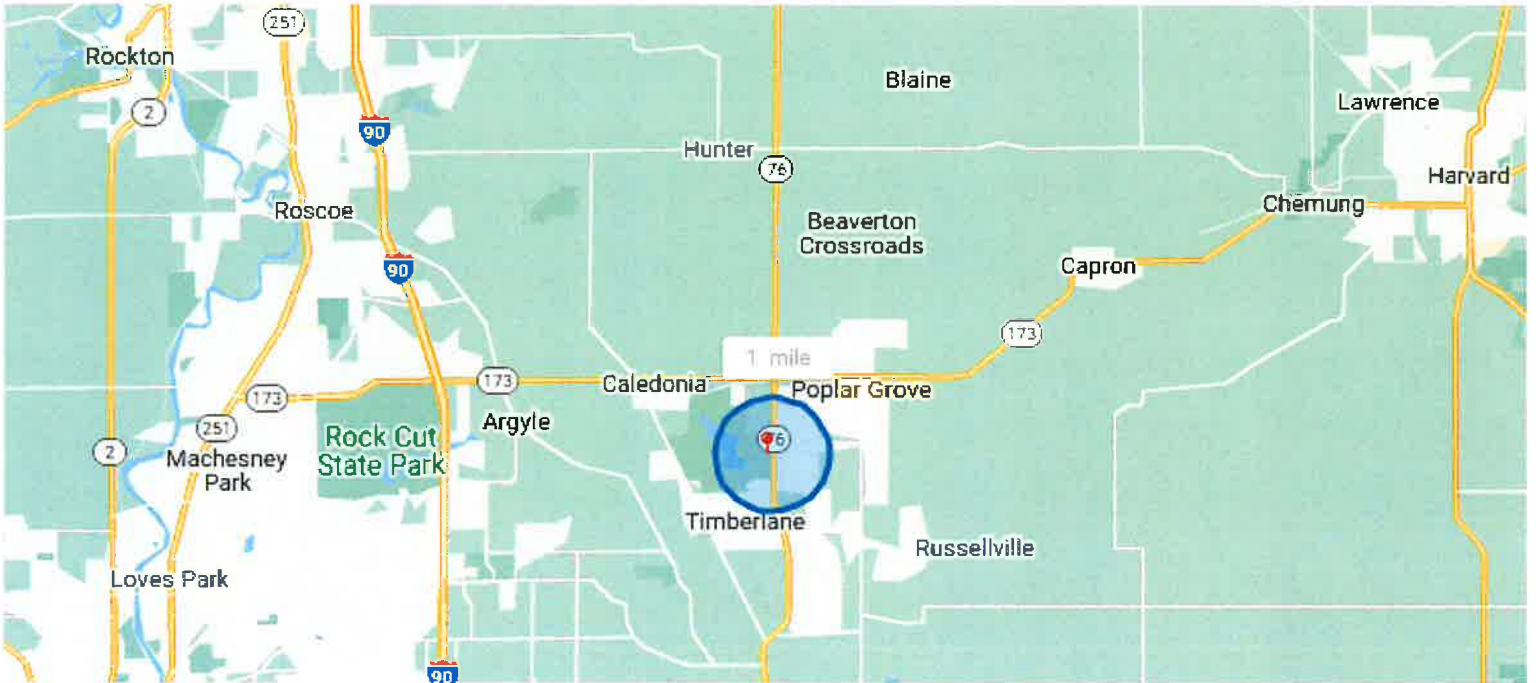 251
Rockton
Blaine
Lawrence
2
90
Hunter
76
Harvard
Chemung
Roscoe
Beaverton
Crossroads
90
Capron
173
1 mile
173
Caledonia
Poplar Grove
173
Argyle
251
Rock Cut
State Park
76
2
Machesney
Park
Timberlane
Russellville
Loves Park
90